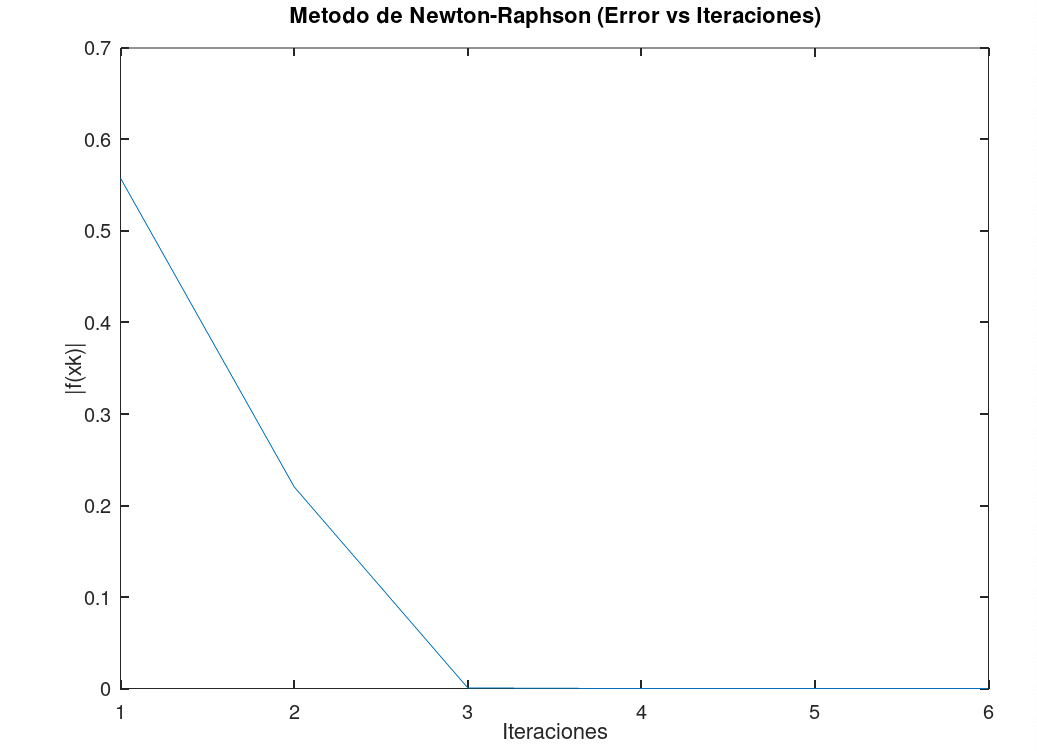 Metodo de Newton-Raphson (Error vs Iteraciones)
0.7
0.6
0.5
0.4
0.3
0.2
0.1
0
|f(xk)|
1 2 3 4 5 6
Iteraciones